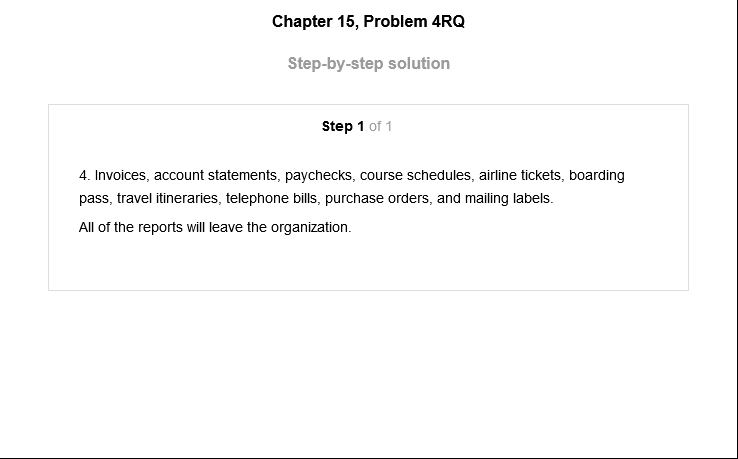 Chapter 15, Problem 4RQ
Step-by-step solution
Step 1 of 1
4. Invoices, account statements, paychecks, course schedules, airline tickets, boarding
pass, travel itineraries, telephone bills, purchase orders, and mailing labels.
All of the reports will leave the organization.